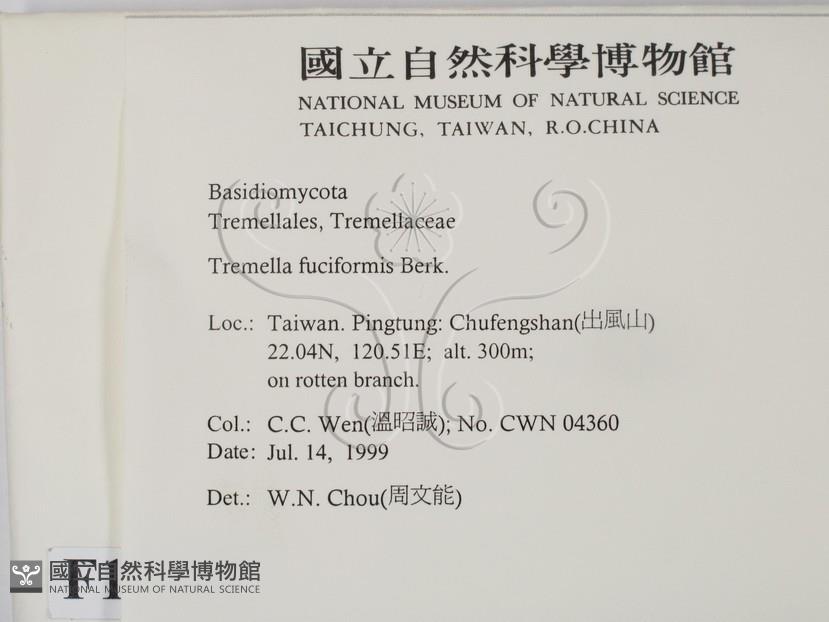 國立自然科學博物館
NATIONAL MUSEUM OF NATURAL SCIENCE
TAICHUNG, TAIWAN, R.O.CHINA
Basidiomycota
Tremellales, Tremellaceae
Tremella fuciformis Berk.
Loc.: Taiwan. Pingtung: Chufengshan(出風山)
22.04N, 120.51E; alt. 300m;
on rotten branch.
Col.: C.C. Wen(溫昭誠); No. CWN 04360
Date: Jul. 14, 1999
Det.: W.N. Chou(周文能)
F1
國立自然科學博物館
NATIONAL MUSEUM OF NATURAL SCIENCE